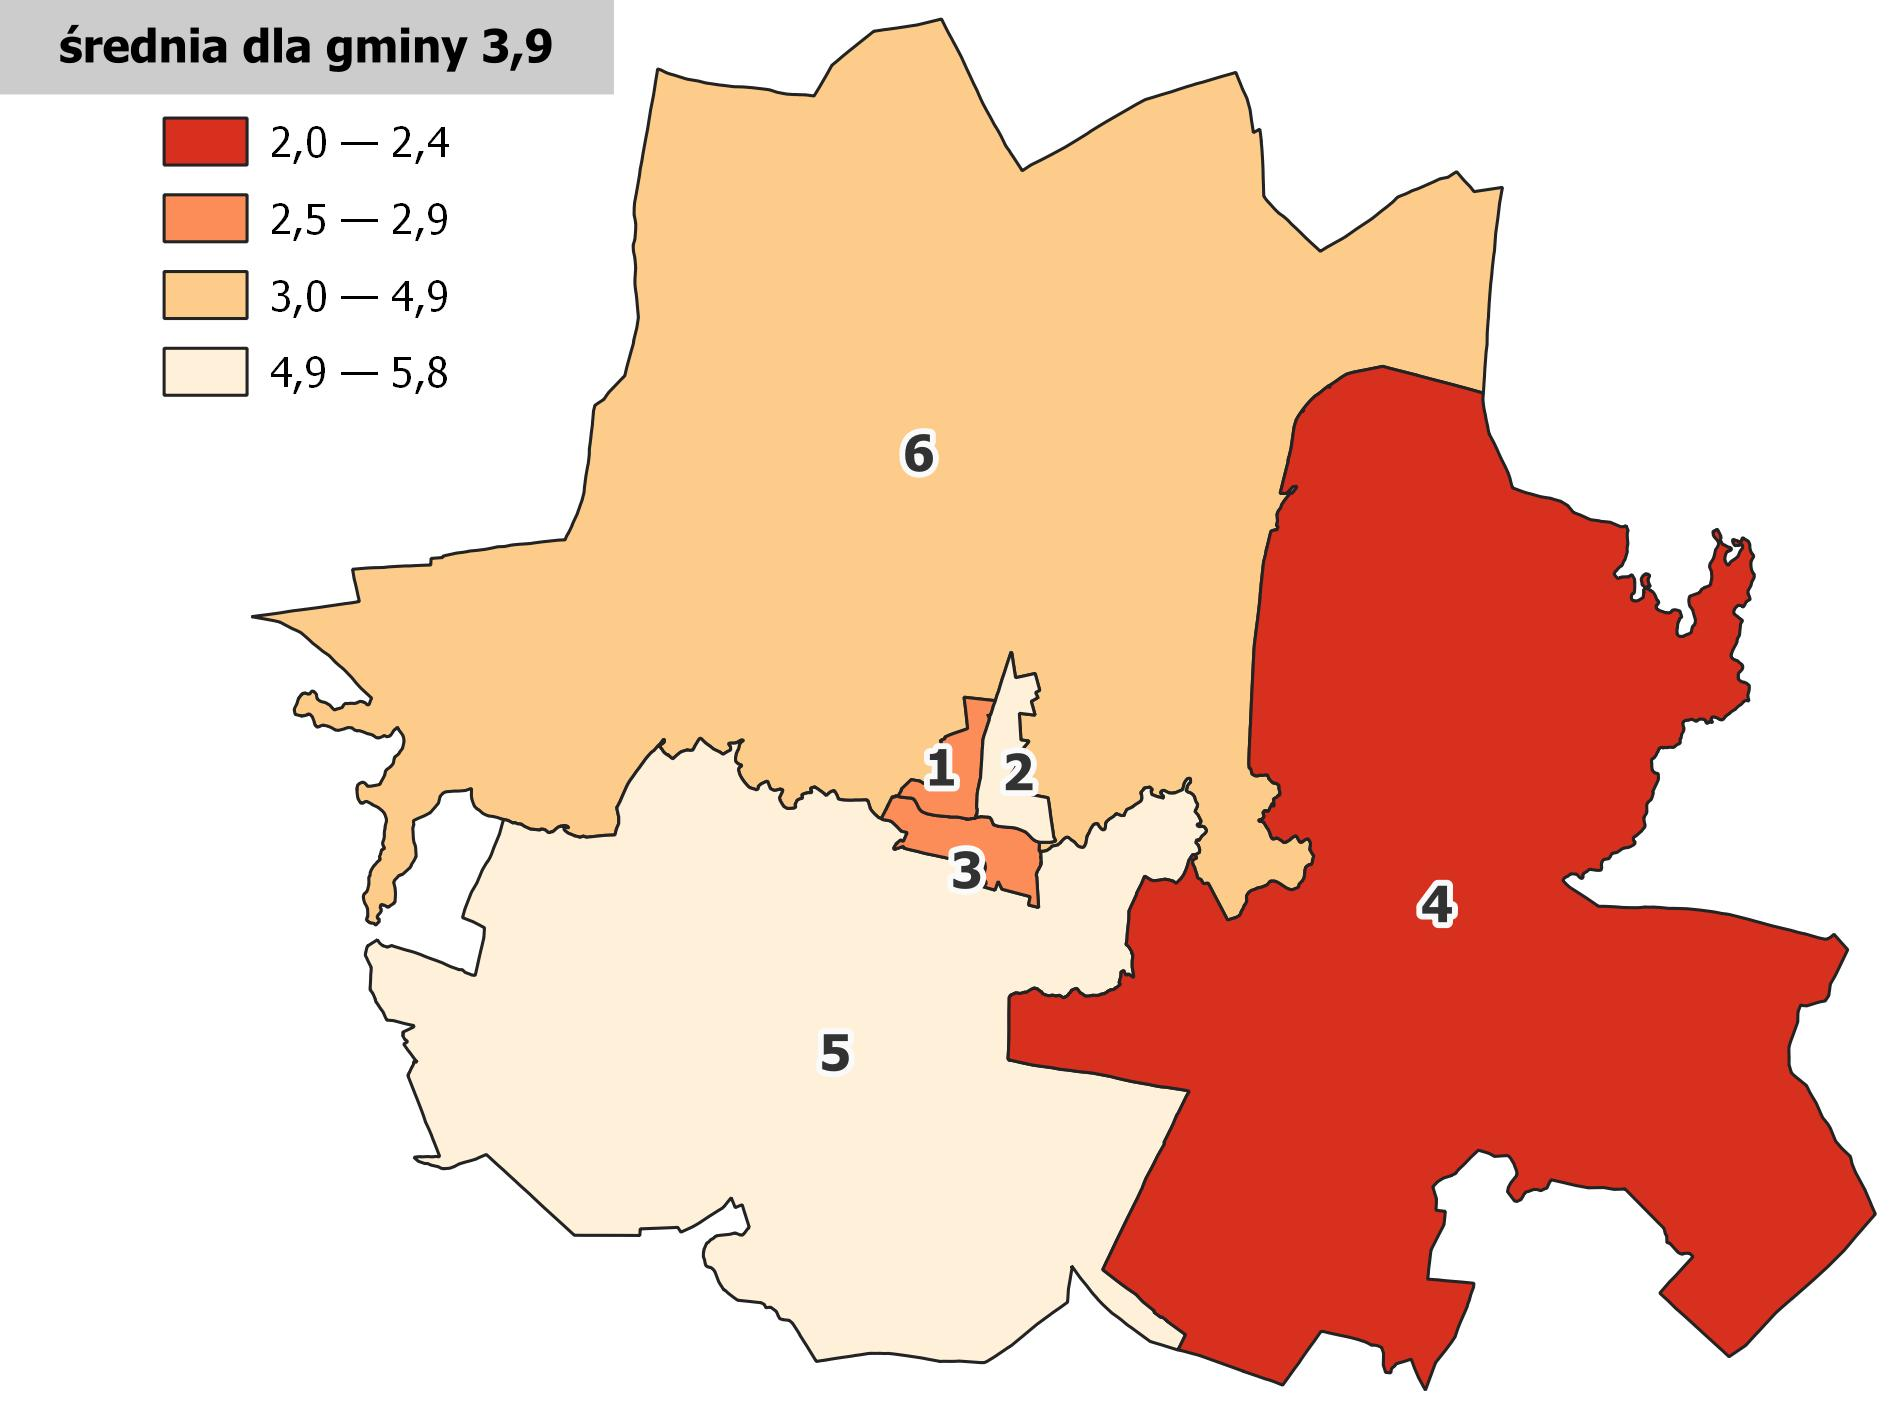 średnia dla gminy 3,9
2,0 — 2,4
2,5 — 2,9
3,0 — 4,9
4,9 — 5,8
6
1
2
3
4
5